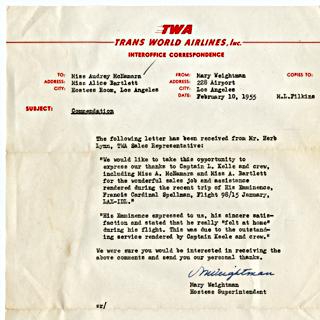 TWA
TRANS WORLD AIRLINES, Inc.
INTEROFFICE CORRESPONDENCE
TO: Miss Audrey McNamara FROM: Mary Weightman COPIES TO:
ADDRESS: Miss Alice Bartlett ADDRESS: 228 Airport
CITY: Hostess Room, Los Angeles CITY: Los Angeles
DATE: February 10, 1955 M.L.Filkins
SUBJECT: Commendation
The following letter has been received from Mr. Herb
Lynn, TWA Sales Representative:
"We would like to take this opportunity to
express our thanks to Captain L. Kelle and crew,
including Miss A. McNamara and Miss A. Bartlett
for the wonderful sales job and assistance
rendered during the recent trip of His Eminence,
Francis Cardinal Spellman, Flight 98/15 January,
LAX-IDL."
"His Eminence expressed to us, his sincere satis-
faction and stated that he really "felt at home"
during his flight. This was due to the outstand-
ing service rendered by Captain Keele and crew."
We were sure you would be interested in receiving the
above comments and send you our personal thanks.
MWeightman
Mary Weightman
Hostess Superintendent